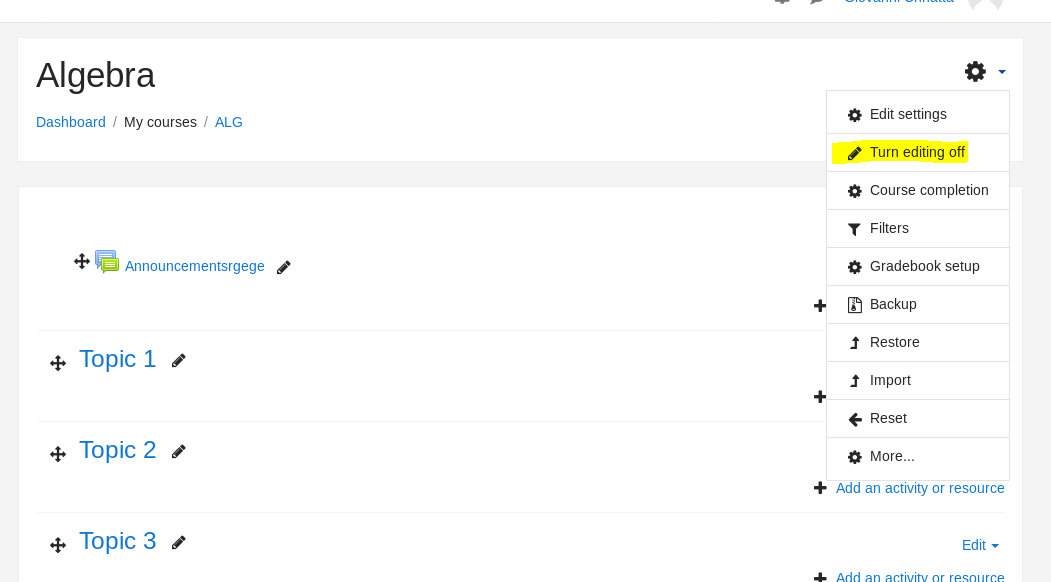 Algebra
Dashboard / My courses / ALG
Edit settings
Turn editing off
Course completion
Filters
Gradebook setup
Backup
Restore
Import
Reset
More...
Announcementsrgege
Topic 1
Topic 2
Add an activity or resource
Topic 3
Edit
Add an activity or resource